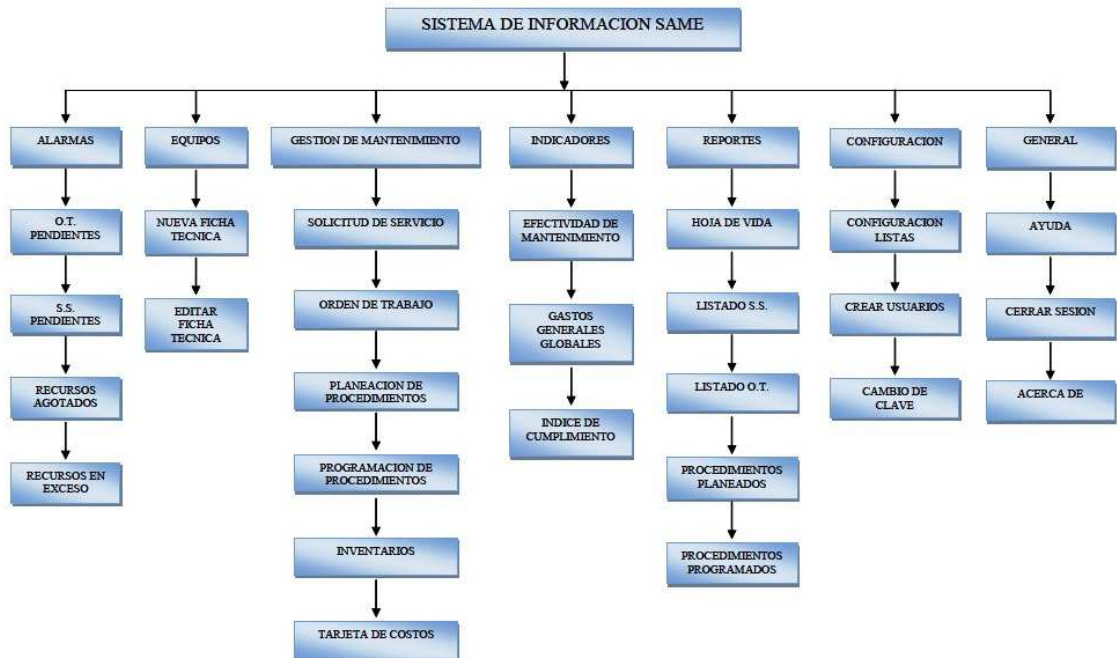 SISTEMA DE INFORMACION SAME
ALARMAS
O.T.
PENDIENTES
S.S.
PENDIENTES
RECURSOS
AGOTADOS
RECURSOS EN
EXCESO
EQUIPOS
NUEVA FICHA
TECNICA
EDITAR
FICHA
TECNICA
GESTION DE MANTENIMIENTO
SOLICITUD DE SERVICIO
ORDEN DE TRABAJO
PLANEACION DE
PROCEDIMIENTOS
PROGRAMACION DE
PROCEDIMIENTOS
INVENTARIOS
TARJETA DE COSTOS
INDICADORES
EFECTIVIDAD DE
MANTENIMIENTO
GASTOS
GENERALES
GLOBALES
INDICE DE
CUMPLIMIENTO
REPORTES
HOJA DE VIDA
LISTADO S.S.
LISTADO O.T.
PROCEDIMIENTOS
PLANEADOS
PROCEDIMIENTOS
PROGRAMADOS
CONFIGURACION
CONFIGURACION
LISTAS
CREAR USUARIOS
CAMBIO DE
CLAVE
GENERAL
AYUDA
CERRAR SESION
ACERCA DE